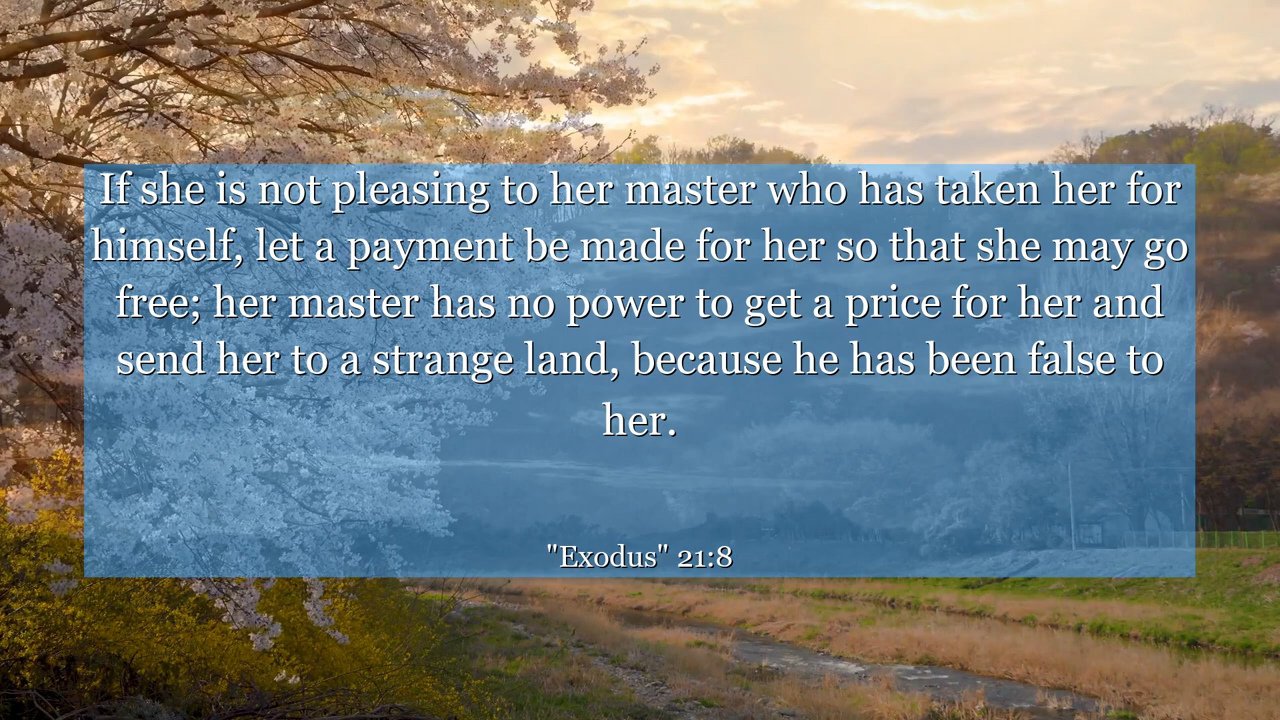 If she is not pleasing to her master who has taken her for
himself, let a payment be made for her so that she may go
free; her master has no power to get a price for her and
send her to a strange land, because he has been false to
her.
"Exodus" 21:8